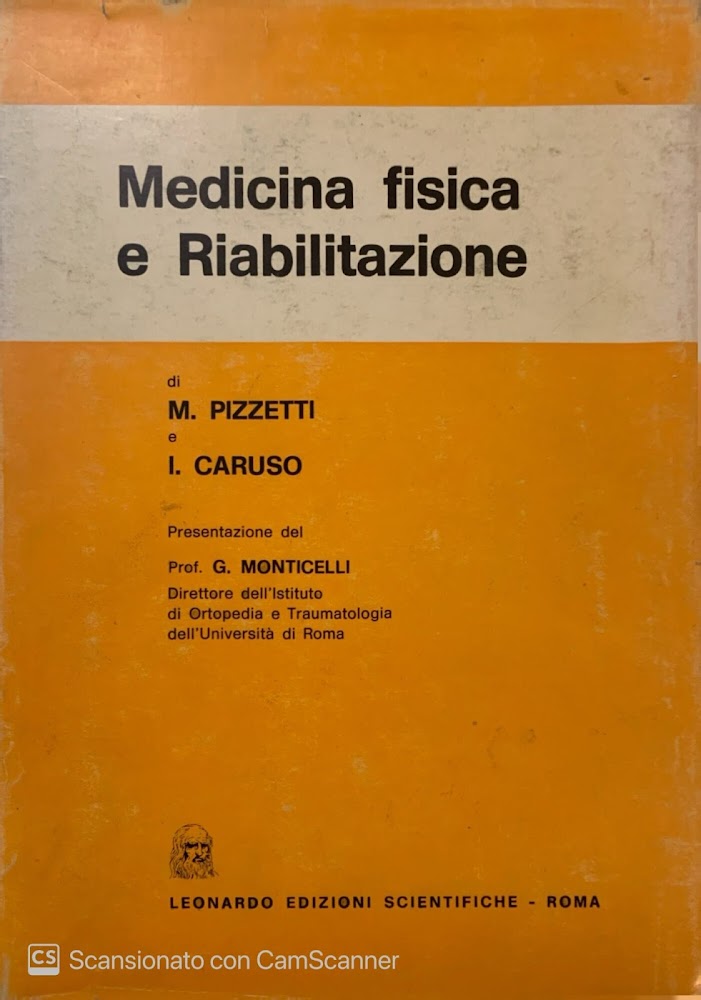 Medicina fisica
e Riabilitazione
di
M. PIZZETTI
e
I. CARUSO
Presentazione del
Prof. G. MONTICELLI
Direttore dell'Istituto
di Ortopedia e Traumatologia
dell'Università di Roma
LEONARDO EDIZIONI SCIENTIFICHE - ROMA
CS Scansionato con CamScanner